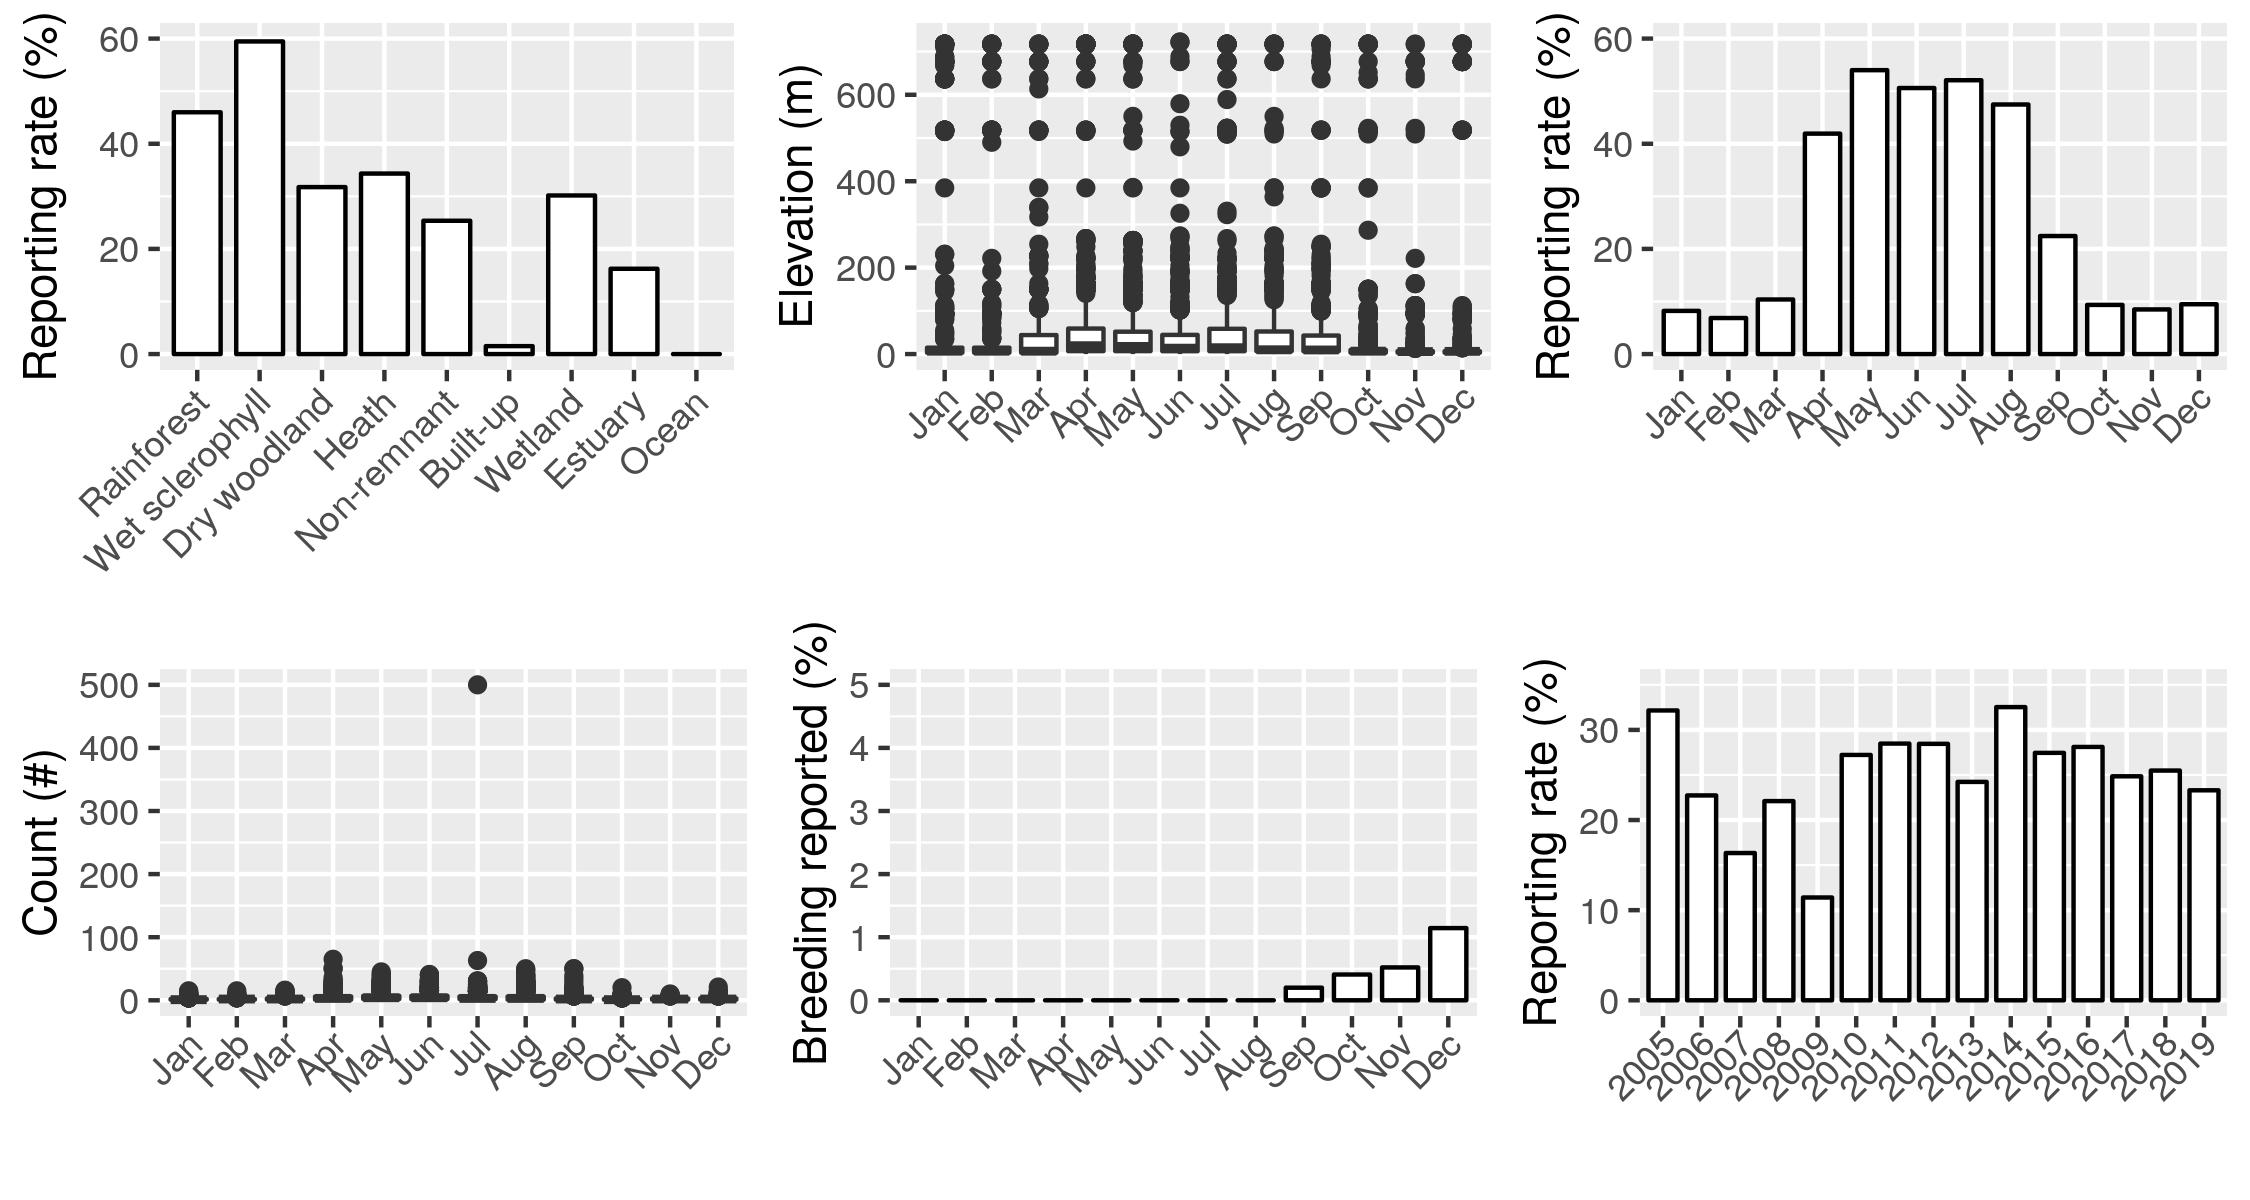 Reporting rate (%)
60
40
20
0
Rainforest
Wet sclerophyll
Dry woodland
Heath
Non-remnant
Built-up
Wetland
Estuary
Ocean
Elevation (m)
600
400
200
0
Jan
Feb
Mar
Apr
May
Jun
Jul
Aug
Sep
Oct
Nov
Dec
Reporting rate (%)
60
40
20
0
Jan
Feb
Mar
Apr
May
Jun
Jul
Aug
Sep
Oct
Nov
Dec
Count (#)
500
400
300
200
100
0
Jan
Feb
Mar
Apr
May
Jun
Jul
Aug
Sep
Oct
Nov
Dec
Breeding reported (%)
5
4
3
2
1
0
Jan
Feb
Mar
Apr
May
Jun
Jul
Aug
Sep
Oct
Nov
Dec
Reporting rate (%)
30
20
10
0
2005
2006
2007
2008
2009
2010
2011
2012
2013
2014
2015
2016
2017
2018
2019